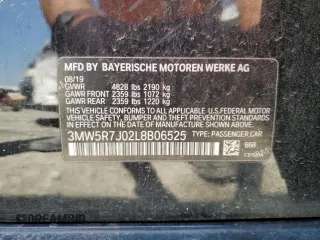 MFD BY BAYERISCHE MOTOREN WERKE AG
08/19
GVWR 4828 lbs 2190 kg
GAWR FRONT 2359 lbs 1072 kg
GAWR REAR 2359 lbs 1220 kg
THIS VEHICLE CONFORMS TO ALL APPLICABLE U.S. FEDERAL MOTOR
VEHICLE SAFETY, BUMPER, AND THEFT PREVENTION STANDARDS IN
EFFECT ON THE DATE OF MANUFACTURE SHOWN ABOVE.
3MW5R7J02L8B06525 TYPE: PASSENGER CAR
668